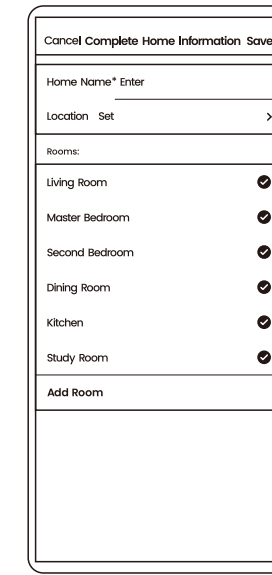 Cancel Complete Home Information Save
Home Name* Enter
Location Set
Rooms:
Living Room
Master Bedroom
Second Bedroom
Dining Room
Kitchen
Study Room
Add Room